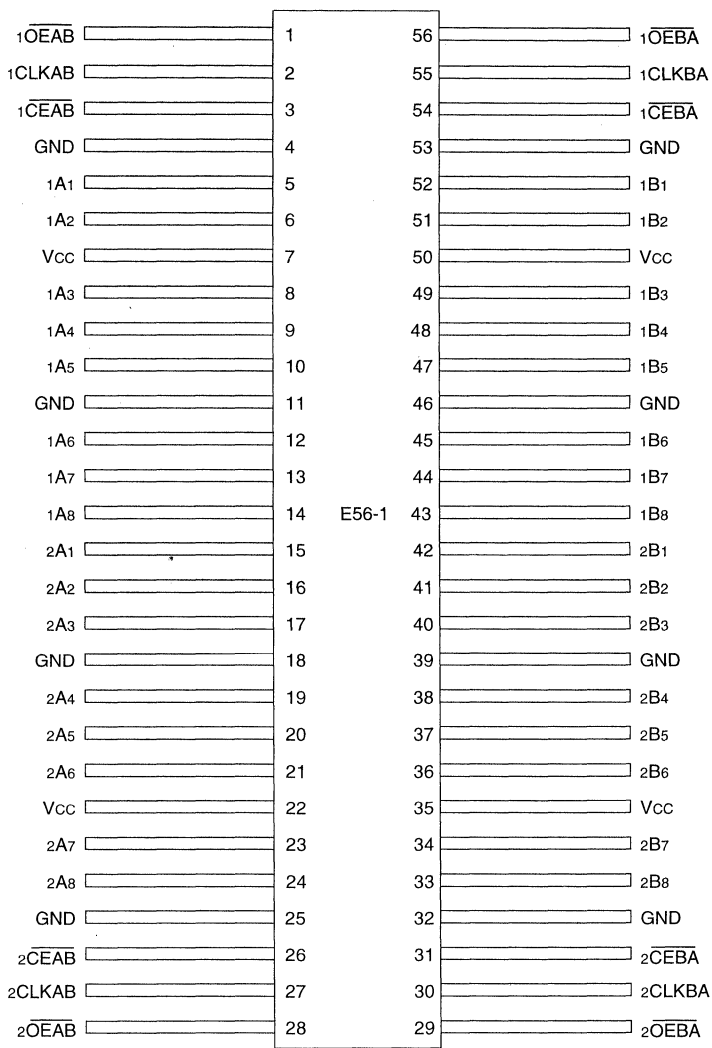 1OEAB 1 56 1OEBA
1CLKAB 2 55 1CLKBA
1CEAB 3 54 1CEBA
GND 4 53 GND
1A1 5 52 1B1
1A2 6 51 1B2
Vcc 7 50 Vcc
1A3 8 49 1B3
1A4 9 48 1B4
1A5 10 47 1B5
GND 11 46 GND
1A6 12 45 1B6
1A7 13 44 1B7
1A8 14 E56-1 43 1B8
2A1 15 42 2B1
2A2 16 41 2B2
2A3 17 40 2B3
GND 18 39 GND
2A4 19 38 2B4
2A5 20 37 2B5
2A6 21 36 2B6
Vcc 22 35 Vcc
2A7 23 34 2B7
2A8 24 33 2B8
GND 25 32 GND
2CEAB 26 31 2CEBA
2CLKAB 27 30 2CLKBA
2OEAB 28 29 2OEBA